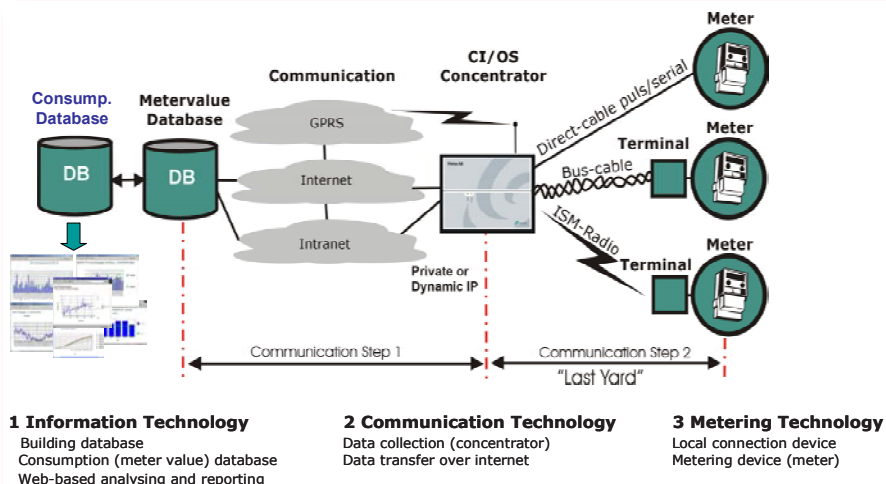 Meter
CI/OS
Concentrator
Communication
Consump.
Database
Metervalue
Database
GPRS
Direct-cable puls/serial
Terminal
Meter
DB
DB
Internet
Bus-cable
Intranet
ISM-Radio
Meter
Terminal
Private or
Dynamic IP
Communication Step 1
Communication Step 2
"Last Yard"
1 Information Technology
Building database
Consumption (meter value) database
Web-based analysing and reporting
2 Communication Technology
Data collection (concentrator)
Data transfer over internet
3 Metering Technology
Local connection device
Metering device (meter)